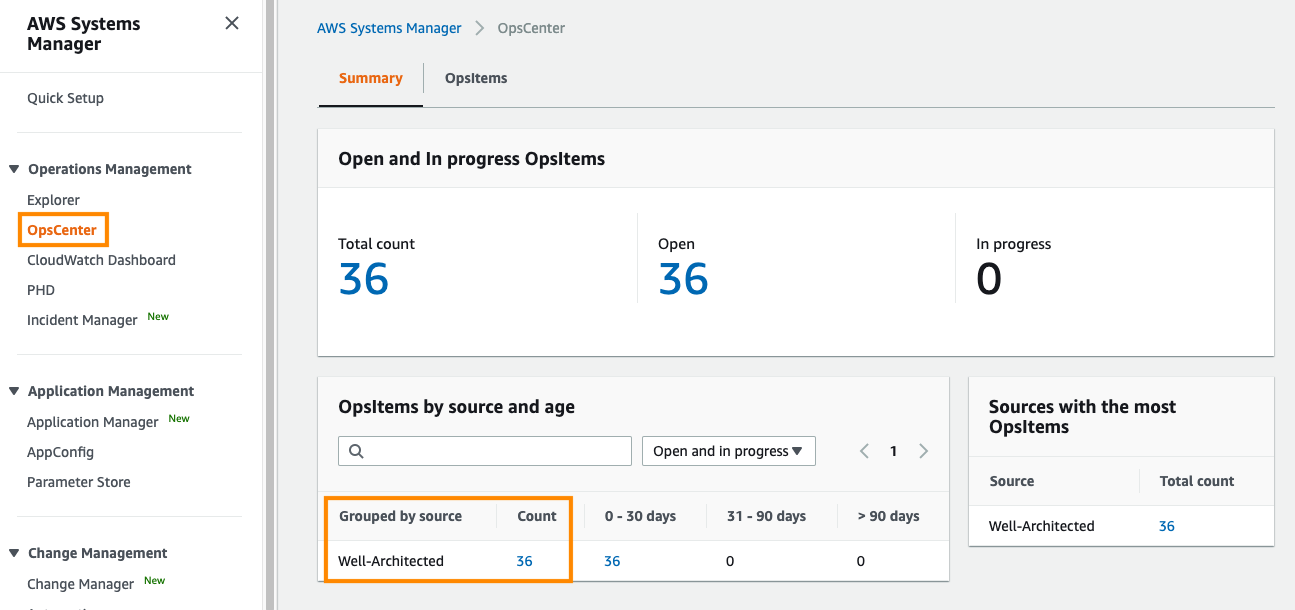 AWS Systems
Manager
Quick Setup
Operations Management
Explorer
OpsCenter
CloudWatch Dashboard
PHD
Incident Manager New
Application Management
Application Manager New
AppConfig
Parameter Store
Change Management
Change Manager New
AWS Systems Manager > OpsCenter
Summary OpsItems
Open and In progress OpsItems
Total count Open In progress
36 36 0
OpsItems by source and age
Open and in progress 1
Grouped by source Count 0 - 30 days 31 - 90 days > 90 days
Well-Architected 36 36 0 0
Sources with the most
OpsItems
Source Total count
Well-Architected 36